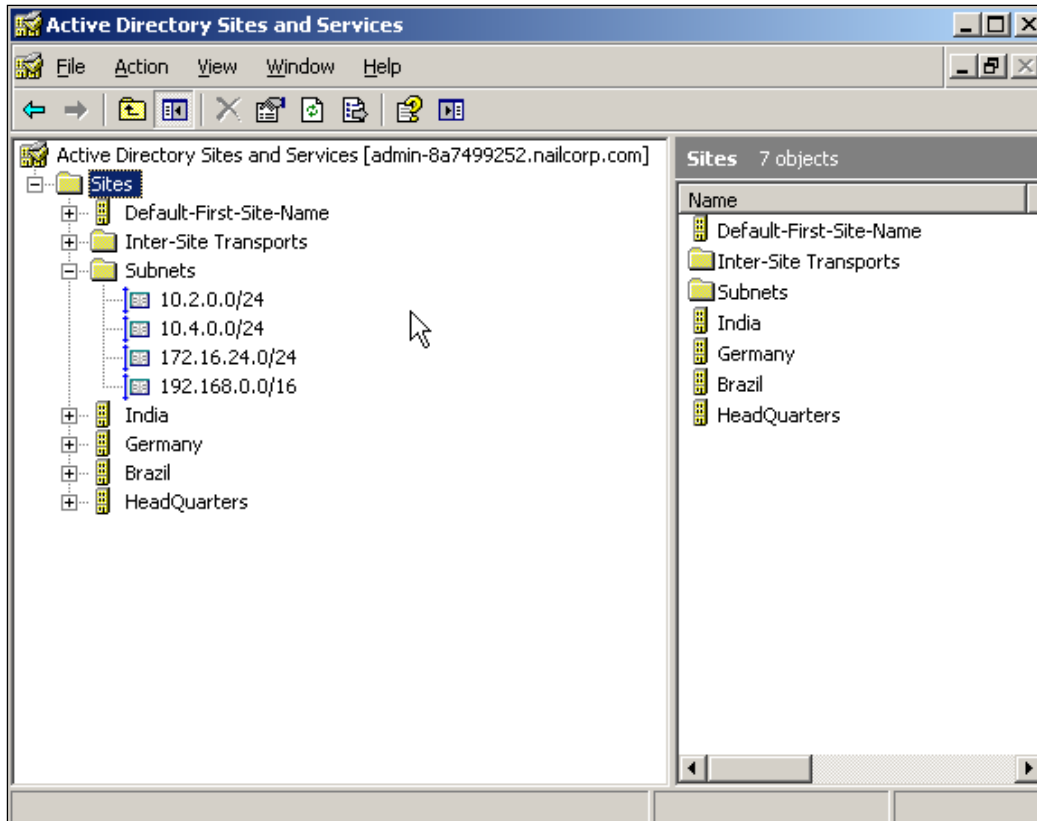 Active Directory Sites and Services
File Action View Window Help
Active Directory Sites and Services [admin-8a7499252.nailcorp.com]
Sites
Default-First-Site-Name
Inter-Site Transports
Subnets
10.2.0.0/24
10.4.0.0/24
172.16.24.0/24
192.168.0.0/16
India
Germany
Brazil
HeadQuarters
Sites 7 objects
Name
Default-First-Site-Name
Inter-Site Transports
Subnets
India
Germany
Brazil
HeadQuarters